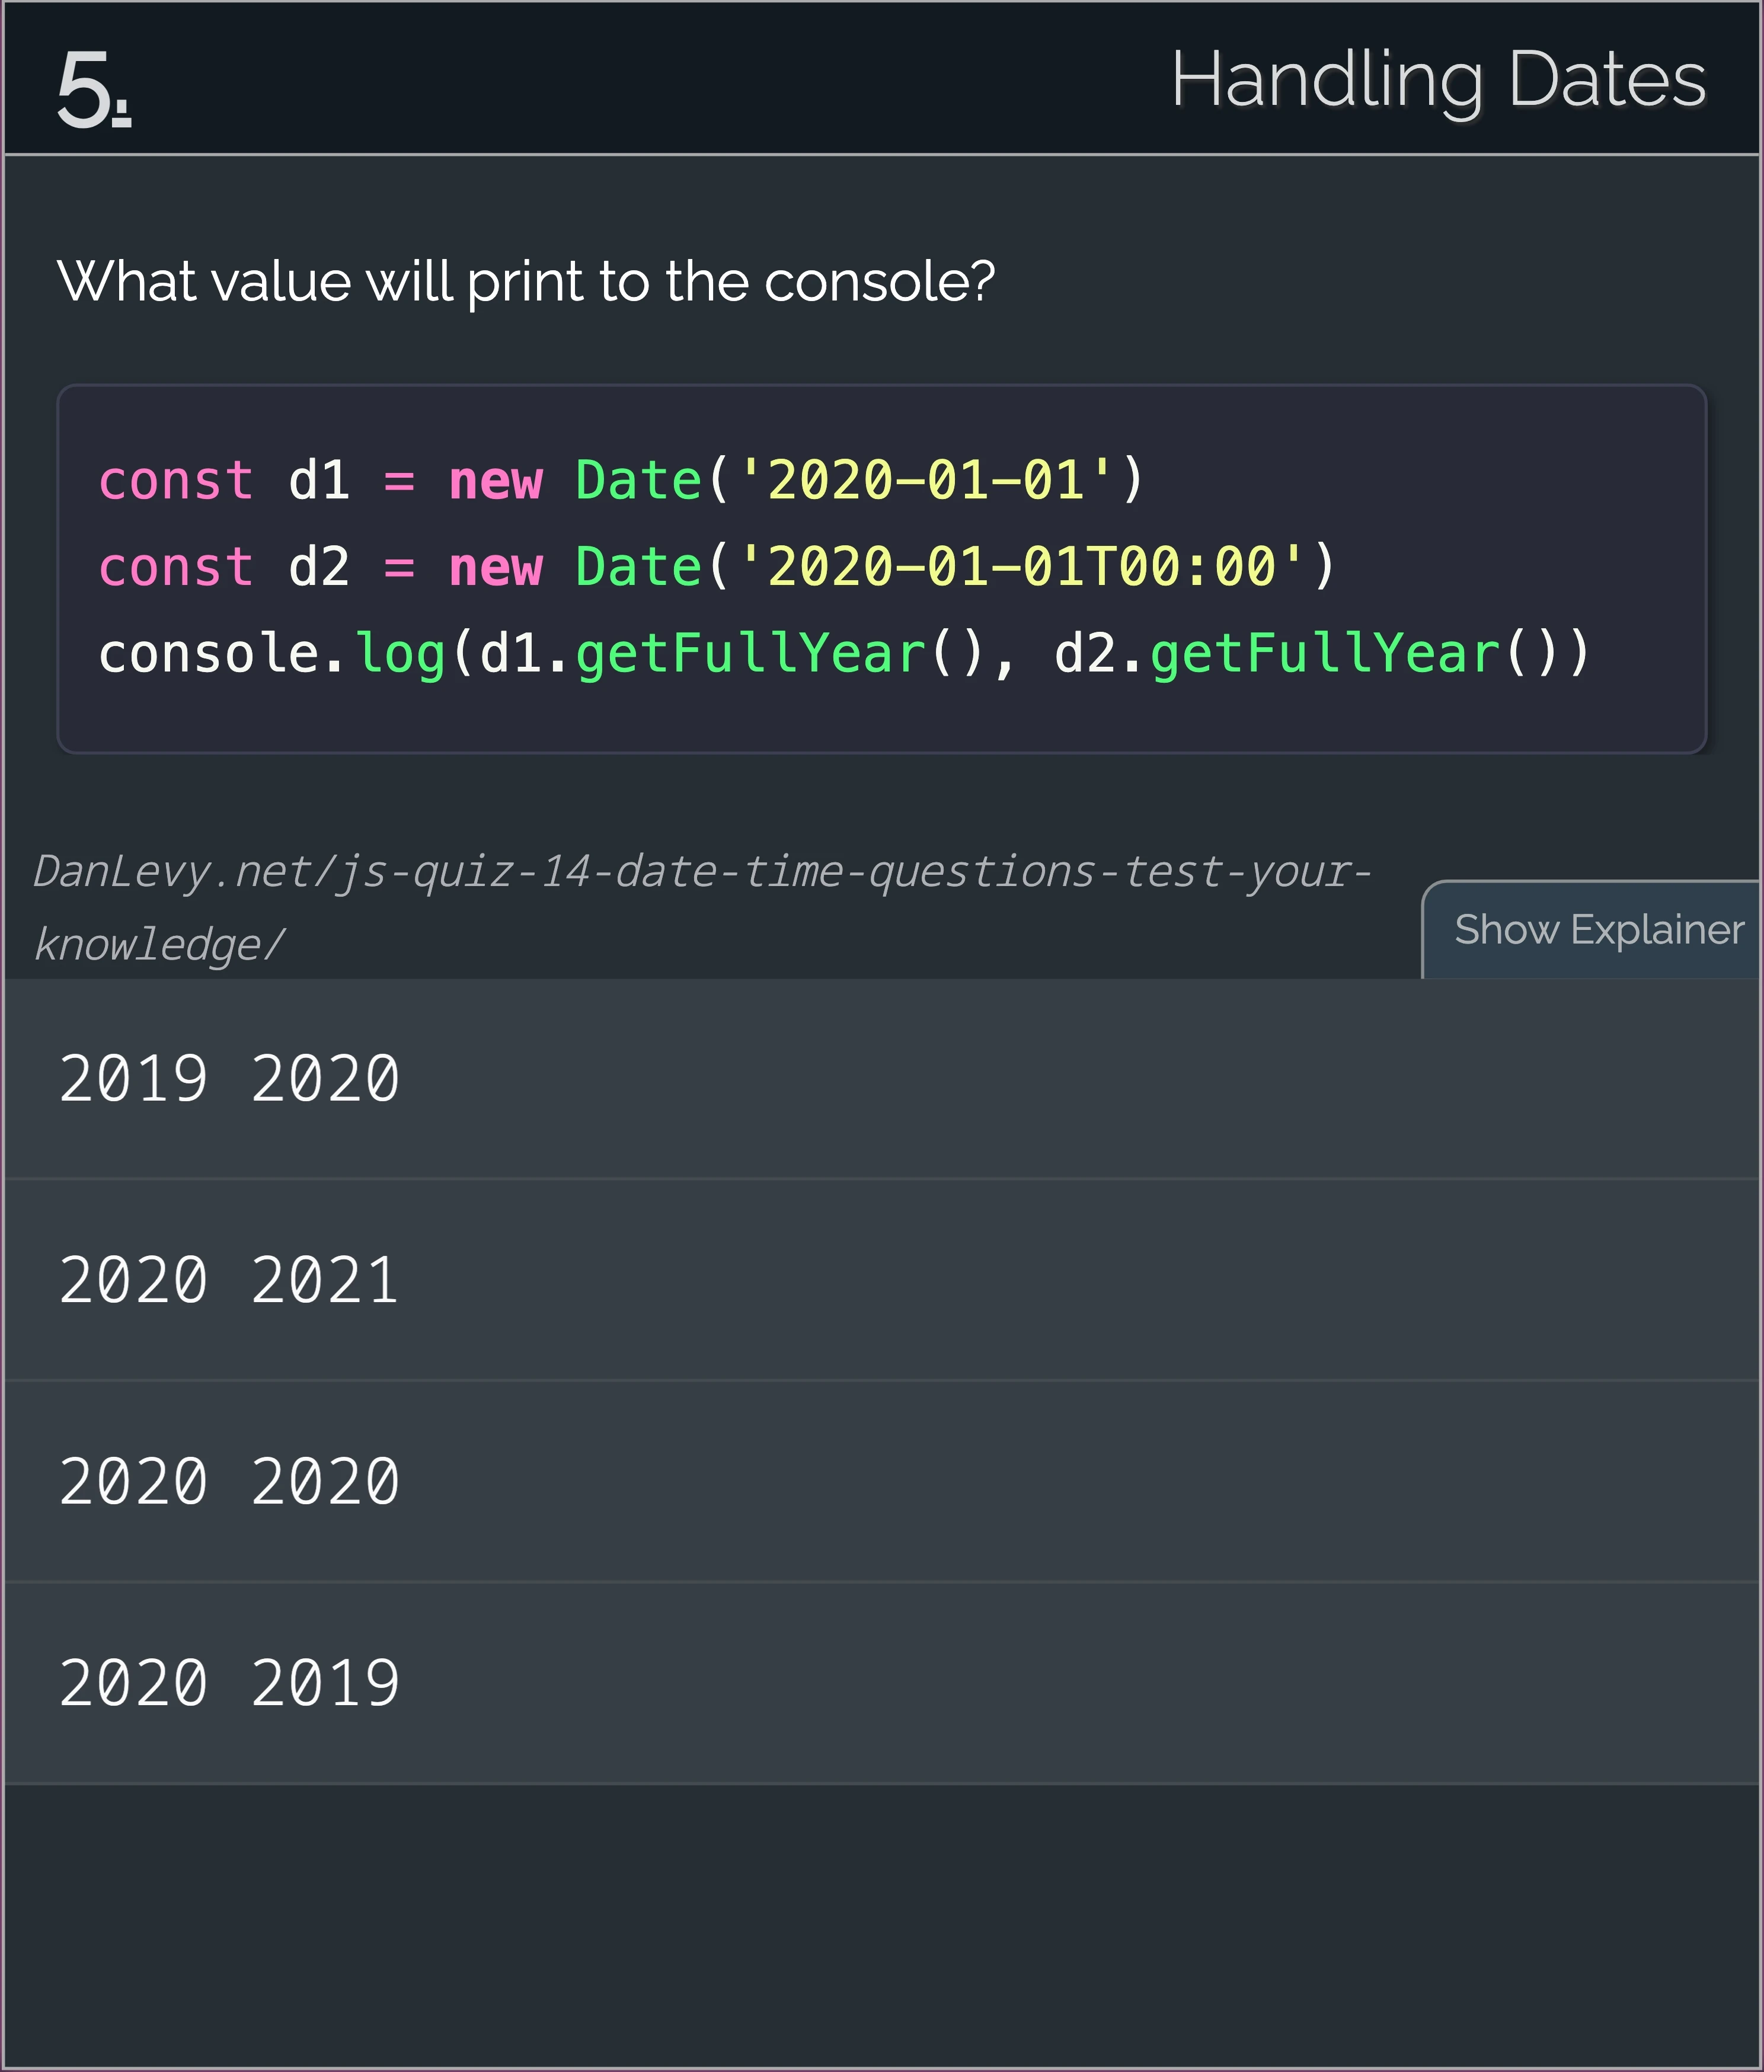 5.
Handling Dates
What value will print to the console?
const d1 = new Date('2020-01-01')
const d2 = new Date('2020-01-01T00:00')
console.log(d1.getFullYear(), d2.getFullYear())
DanLevy.net/js-quiz-14-date-time-questions-test-your-
knowledge/
Show Explainer
2019 2020
2020 2021
2020 2020
2020 2019